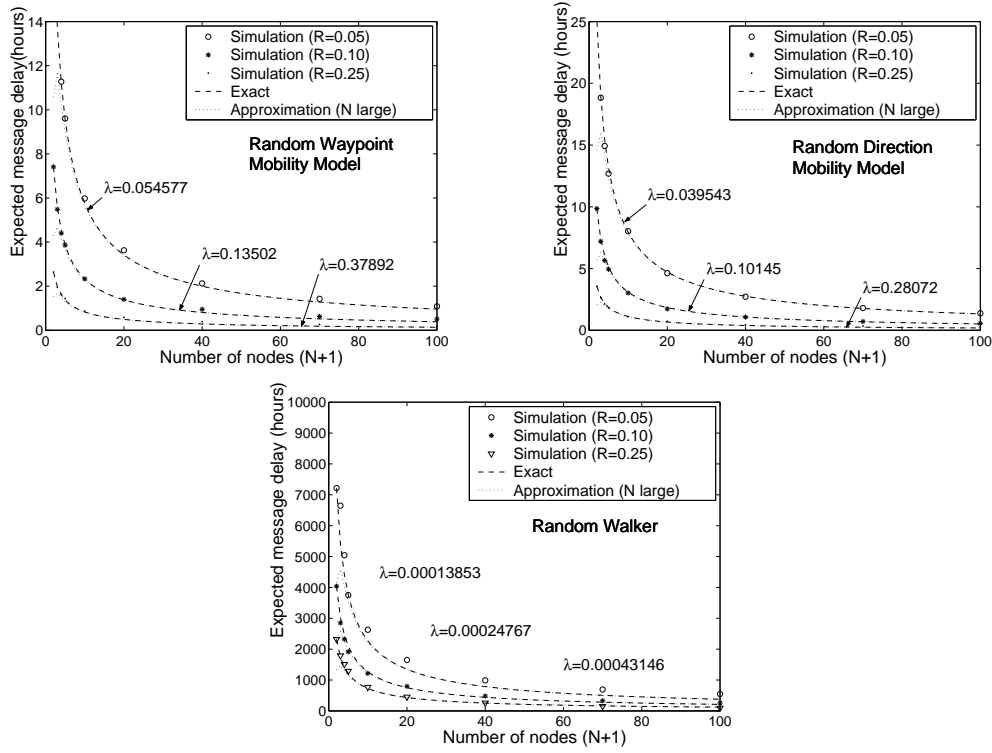 14
12
10
8
6
4
2
0
Expected message delay(hours)
0 20 40 60 80 100
Number of nodes (N+1)
Simulation (R=0.05)
Simulation (R=0.10)
Simulation (R=0.25)
Exact
Approximation (N large)
Random Waypoint
Mobility Model
λ=0.054577
λ=0.13502
λ=0.37892
25
20
15
10
5
0
Expected message delay (hours)
0 20 40 60 80 100
Number of nodes (N+1)
Simulation (R=0.05)
Simulation (R=0.10)
Simulation (R=0.25)
Exact
Approximation (N large)
Random Direction
Mobility Model
λ=0.039543
λ=0.10145
λ=0.28072
10000
9000
8000
7000
6000
5000
4000
3000
2000
1000
0
Expected message delay (hours)
0 20 40 60 80 100
Number of nodes (N+1)
Simulation (R=0.05)
Simulation (R=0.10)
Simulation (R=0.25)
Exact
Approximation (N large)
Random Walker
λ=0.00013853
λ=0.00024767
λ=0.00043146